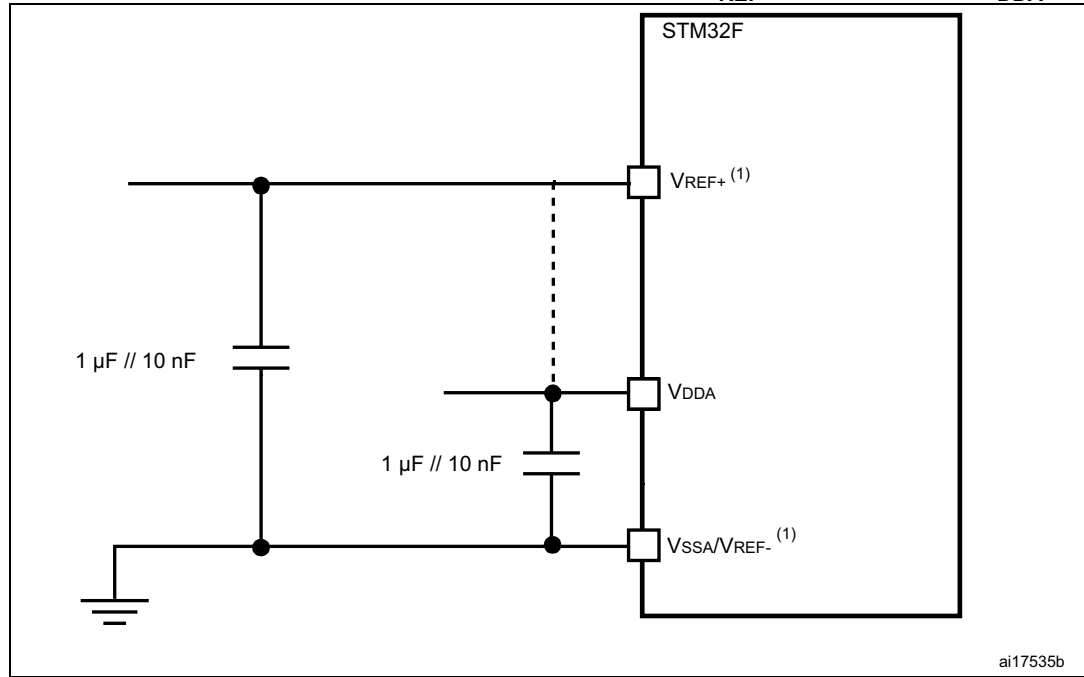 STM32F
VREF+ (1)
1 µF // 10 nF
VDDA
1 µF // 10 nF
VSSA/VREF- (1)
ai17535b